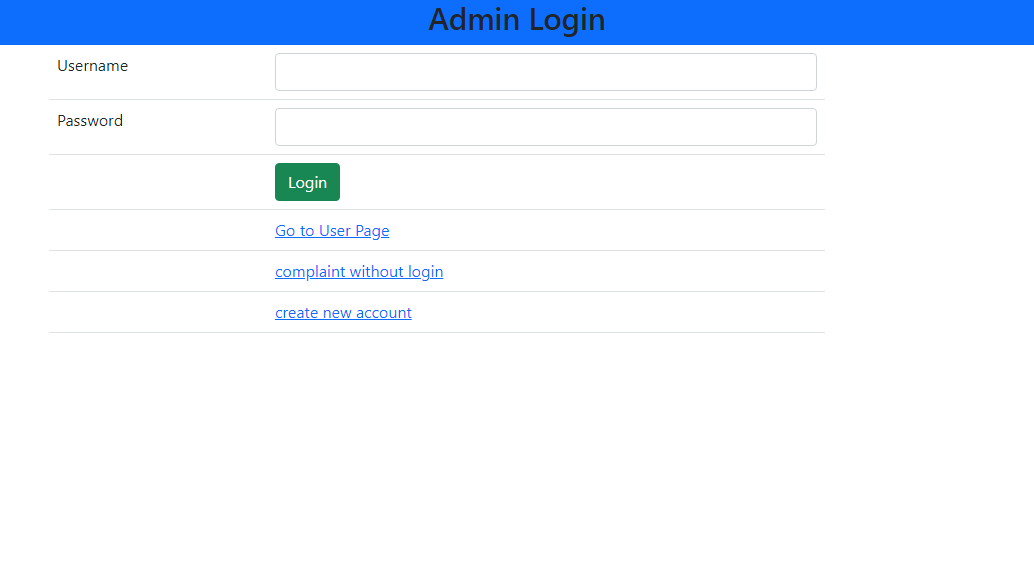 Admin Login
Username
Password
Login
Go to User Page
complaint without login
create new account